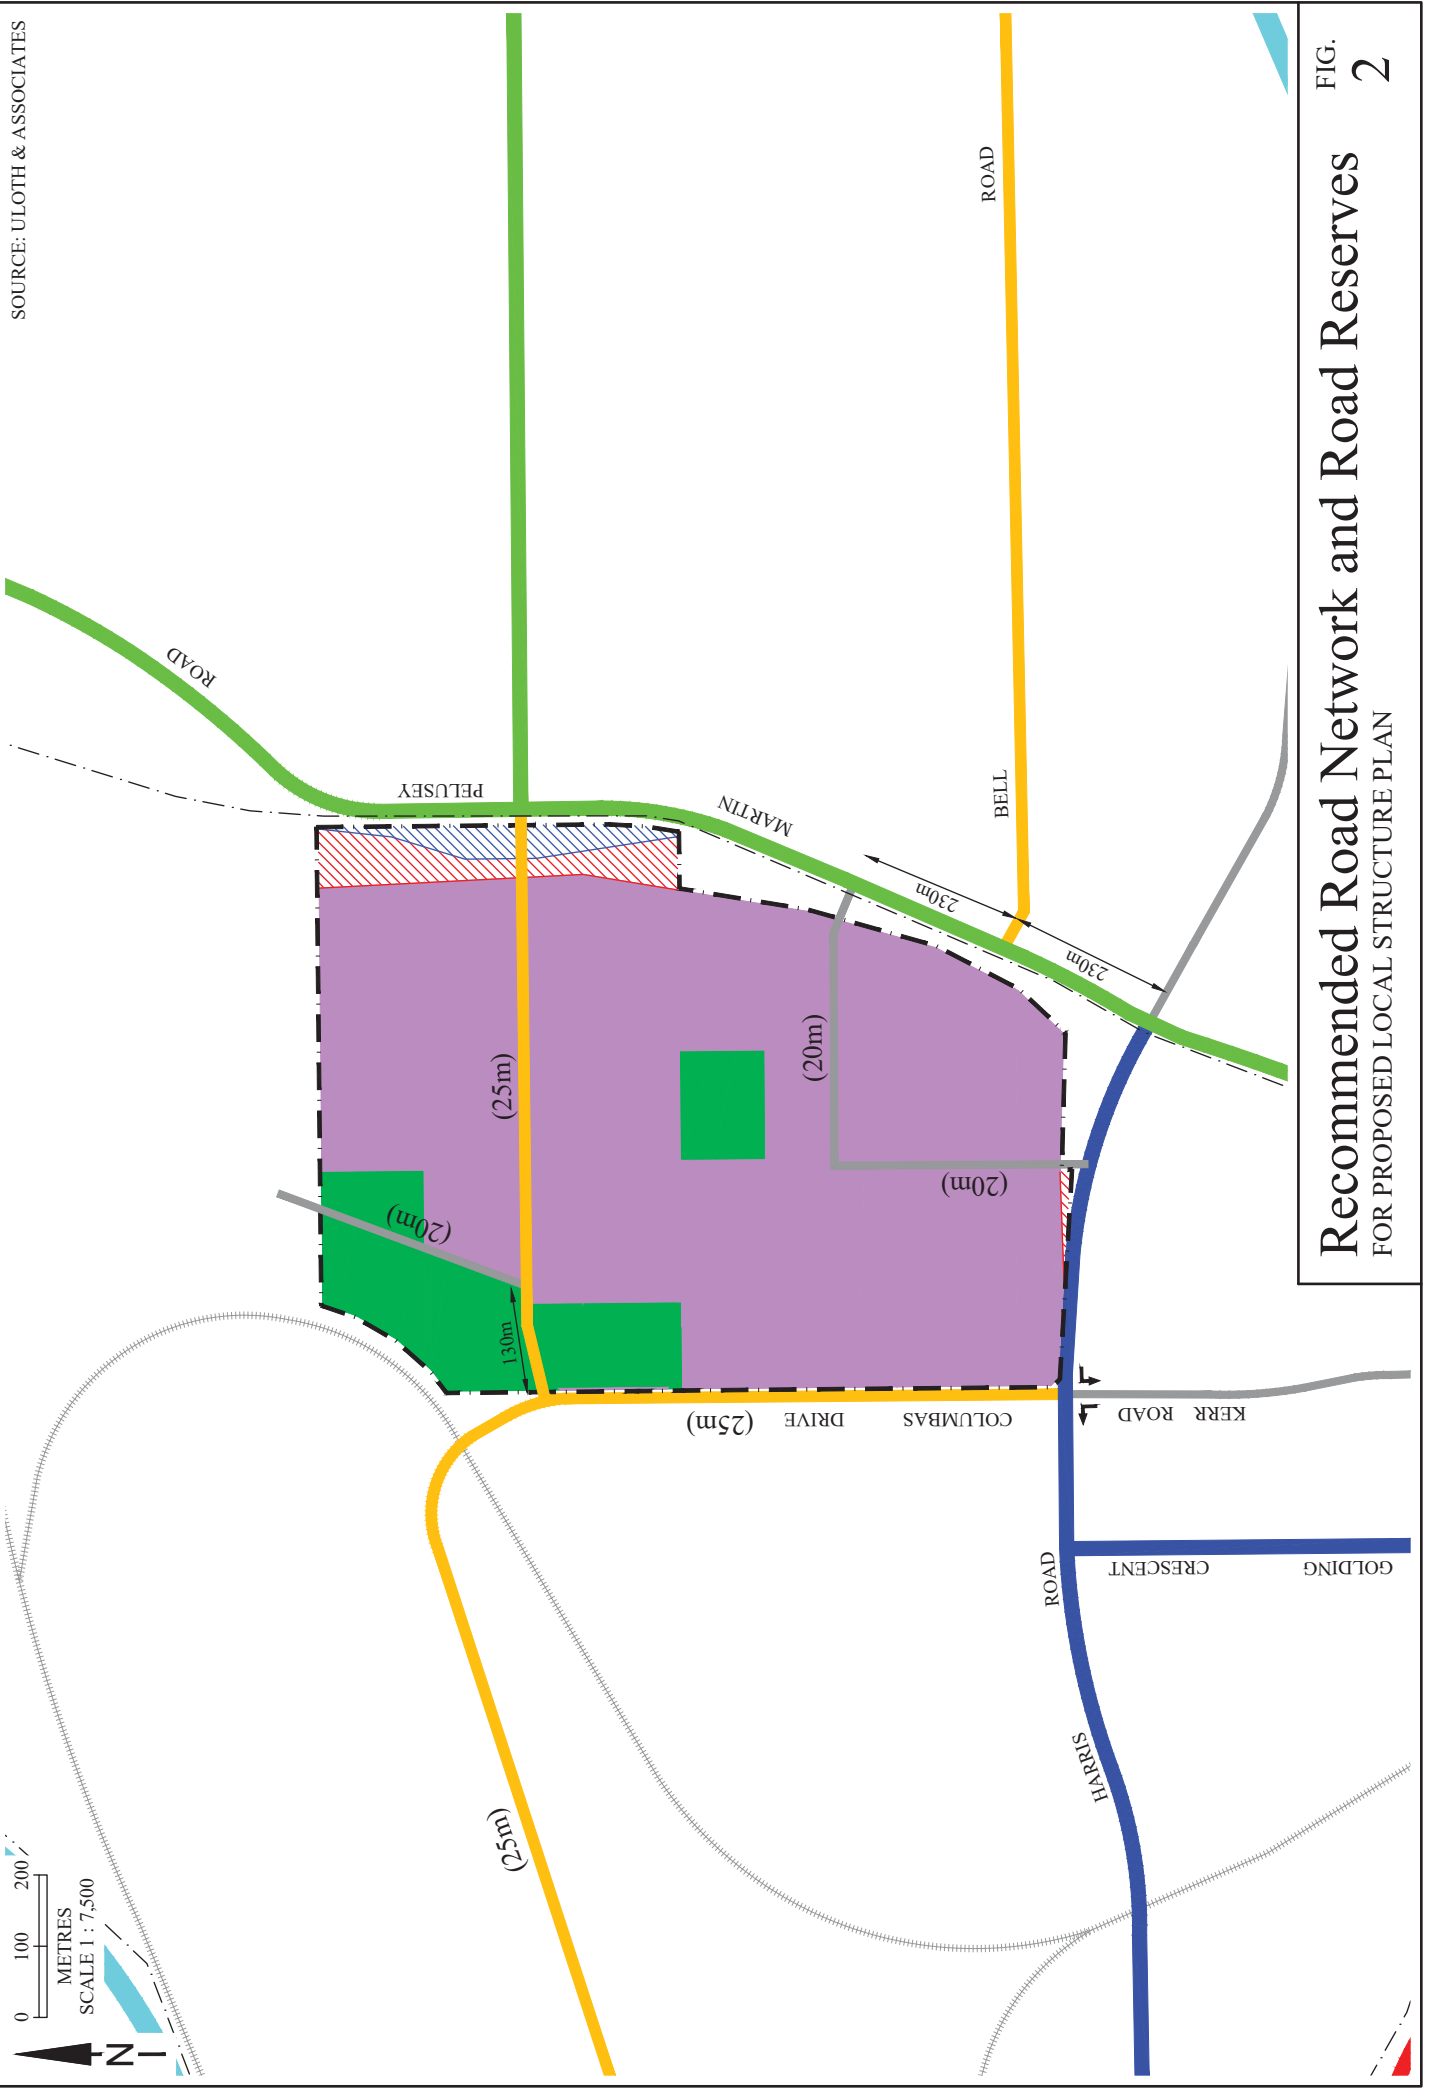 SOURCE: ULOTH & ASSOCIATES
ROAD
PELUSEY
MARTIN
ROAD
BELL
230m
230m
(25m)
(20m)
(20m)
(20m)
130m
(25m)
DRIVE
COLUMBAS
KERR ROAD
ROAD
HARRIS
GOLDING
CRESCENT
(25m)
0 100 200
METRES
SCALE 1 : 7,500
N
Recommended Road Network and Road Reserves
FOR PROPOSED LOCAL STRUCTURE PLAN
FIG.
2